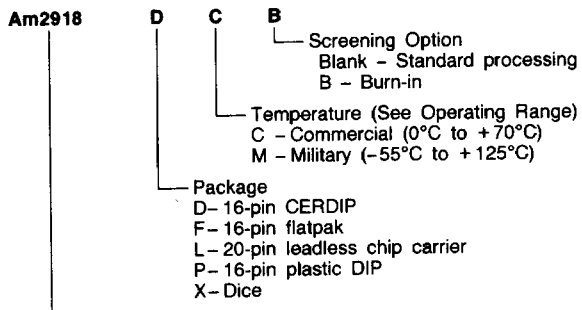 Am2918 D C B
Screening Option
Blank – Standard processing
B – Burn-in
Temperature (See Operating Range)
C – Commercial (0°C to +70°C)
M – Military (–55°C to +125°C)
Package
D– 16-pin CERDIP
F– 16-pin flatpak
L– 20-pin leadless chip carrier
P– 16-pin plastic DIP
X– Dice